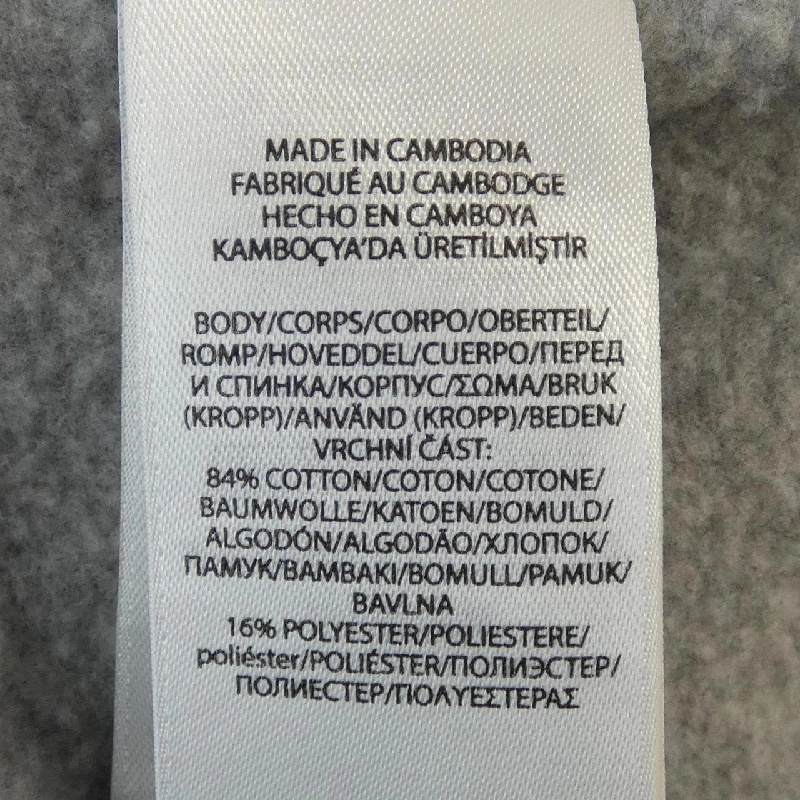 MADE IN CAMBODIA
FABRIQUÉ AU CAMBODGE
HECHO EN CAMBOYA
KAMBOÇYA'DA ÜRETİLMİŞTİR
BODY/CORPS/CORPO/OBERTEIL/
ROMP/HOVEDDEL/CUERPO/ПЕРЕД
И СПИНКА/КОРПУС/ΣΩΜΑ/BRUK
(KROPP)/ANVÄND (KROPP)/BEDEN/
VRCHNÍ ČÁST:
84% COTTON/COTON/COTONE/
BAUMWOLLE/KATOEN/BOMULD/
ALGODÓN/ALGODÃO/ХЛОПОК/
ПАМУК/ΒΑΜΒΑΚΙ/BOMULL/PAMUK/
BAVLNA
16% POLYESTER/POLIESTERE/
poliéster/POLIÉSTER/ПОЛИЭСТЕР/
ПОЛИЕСТЕР/ΠΟΛΥΕΣΤΕΡΑΣ